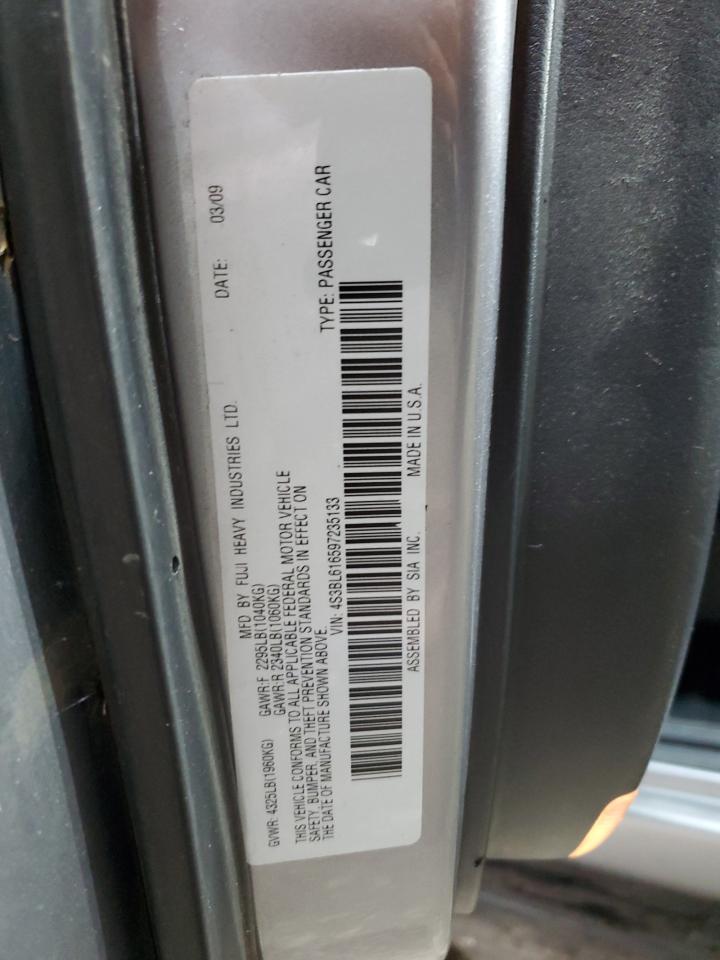 MFD BY FUJI HEAVY INDUSTRIES LTD. DATE: 03/09
GVWR: 4325LB(1960KG) GAWR:F 2295LB(1040KG)
GAWR:R 2340LB(1060KG)
THIS VEHICLE CONFORMS TO ALL APPLICABLE FEDERAL MOTOR VEHICLE
SAFETY, BUMPER, AND THEFT PREVENTION STANDARDS IN EFFECT ON
THE DATE OF MANUFACTURE SHOWN ABOVE.
VIN: 4S3BL616597235133 TYPE: PASSENGER CAR
ASSEMBLED BY SIA INC. MADE IN U.S.A.